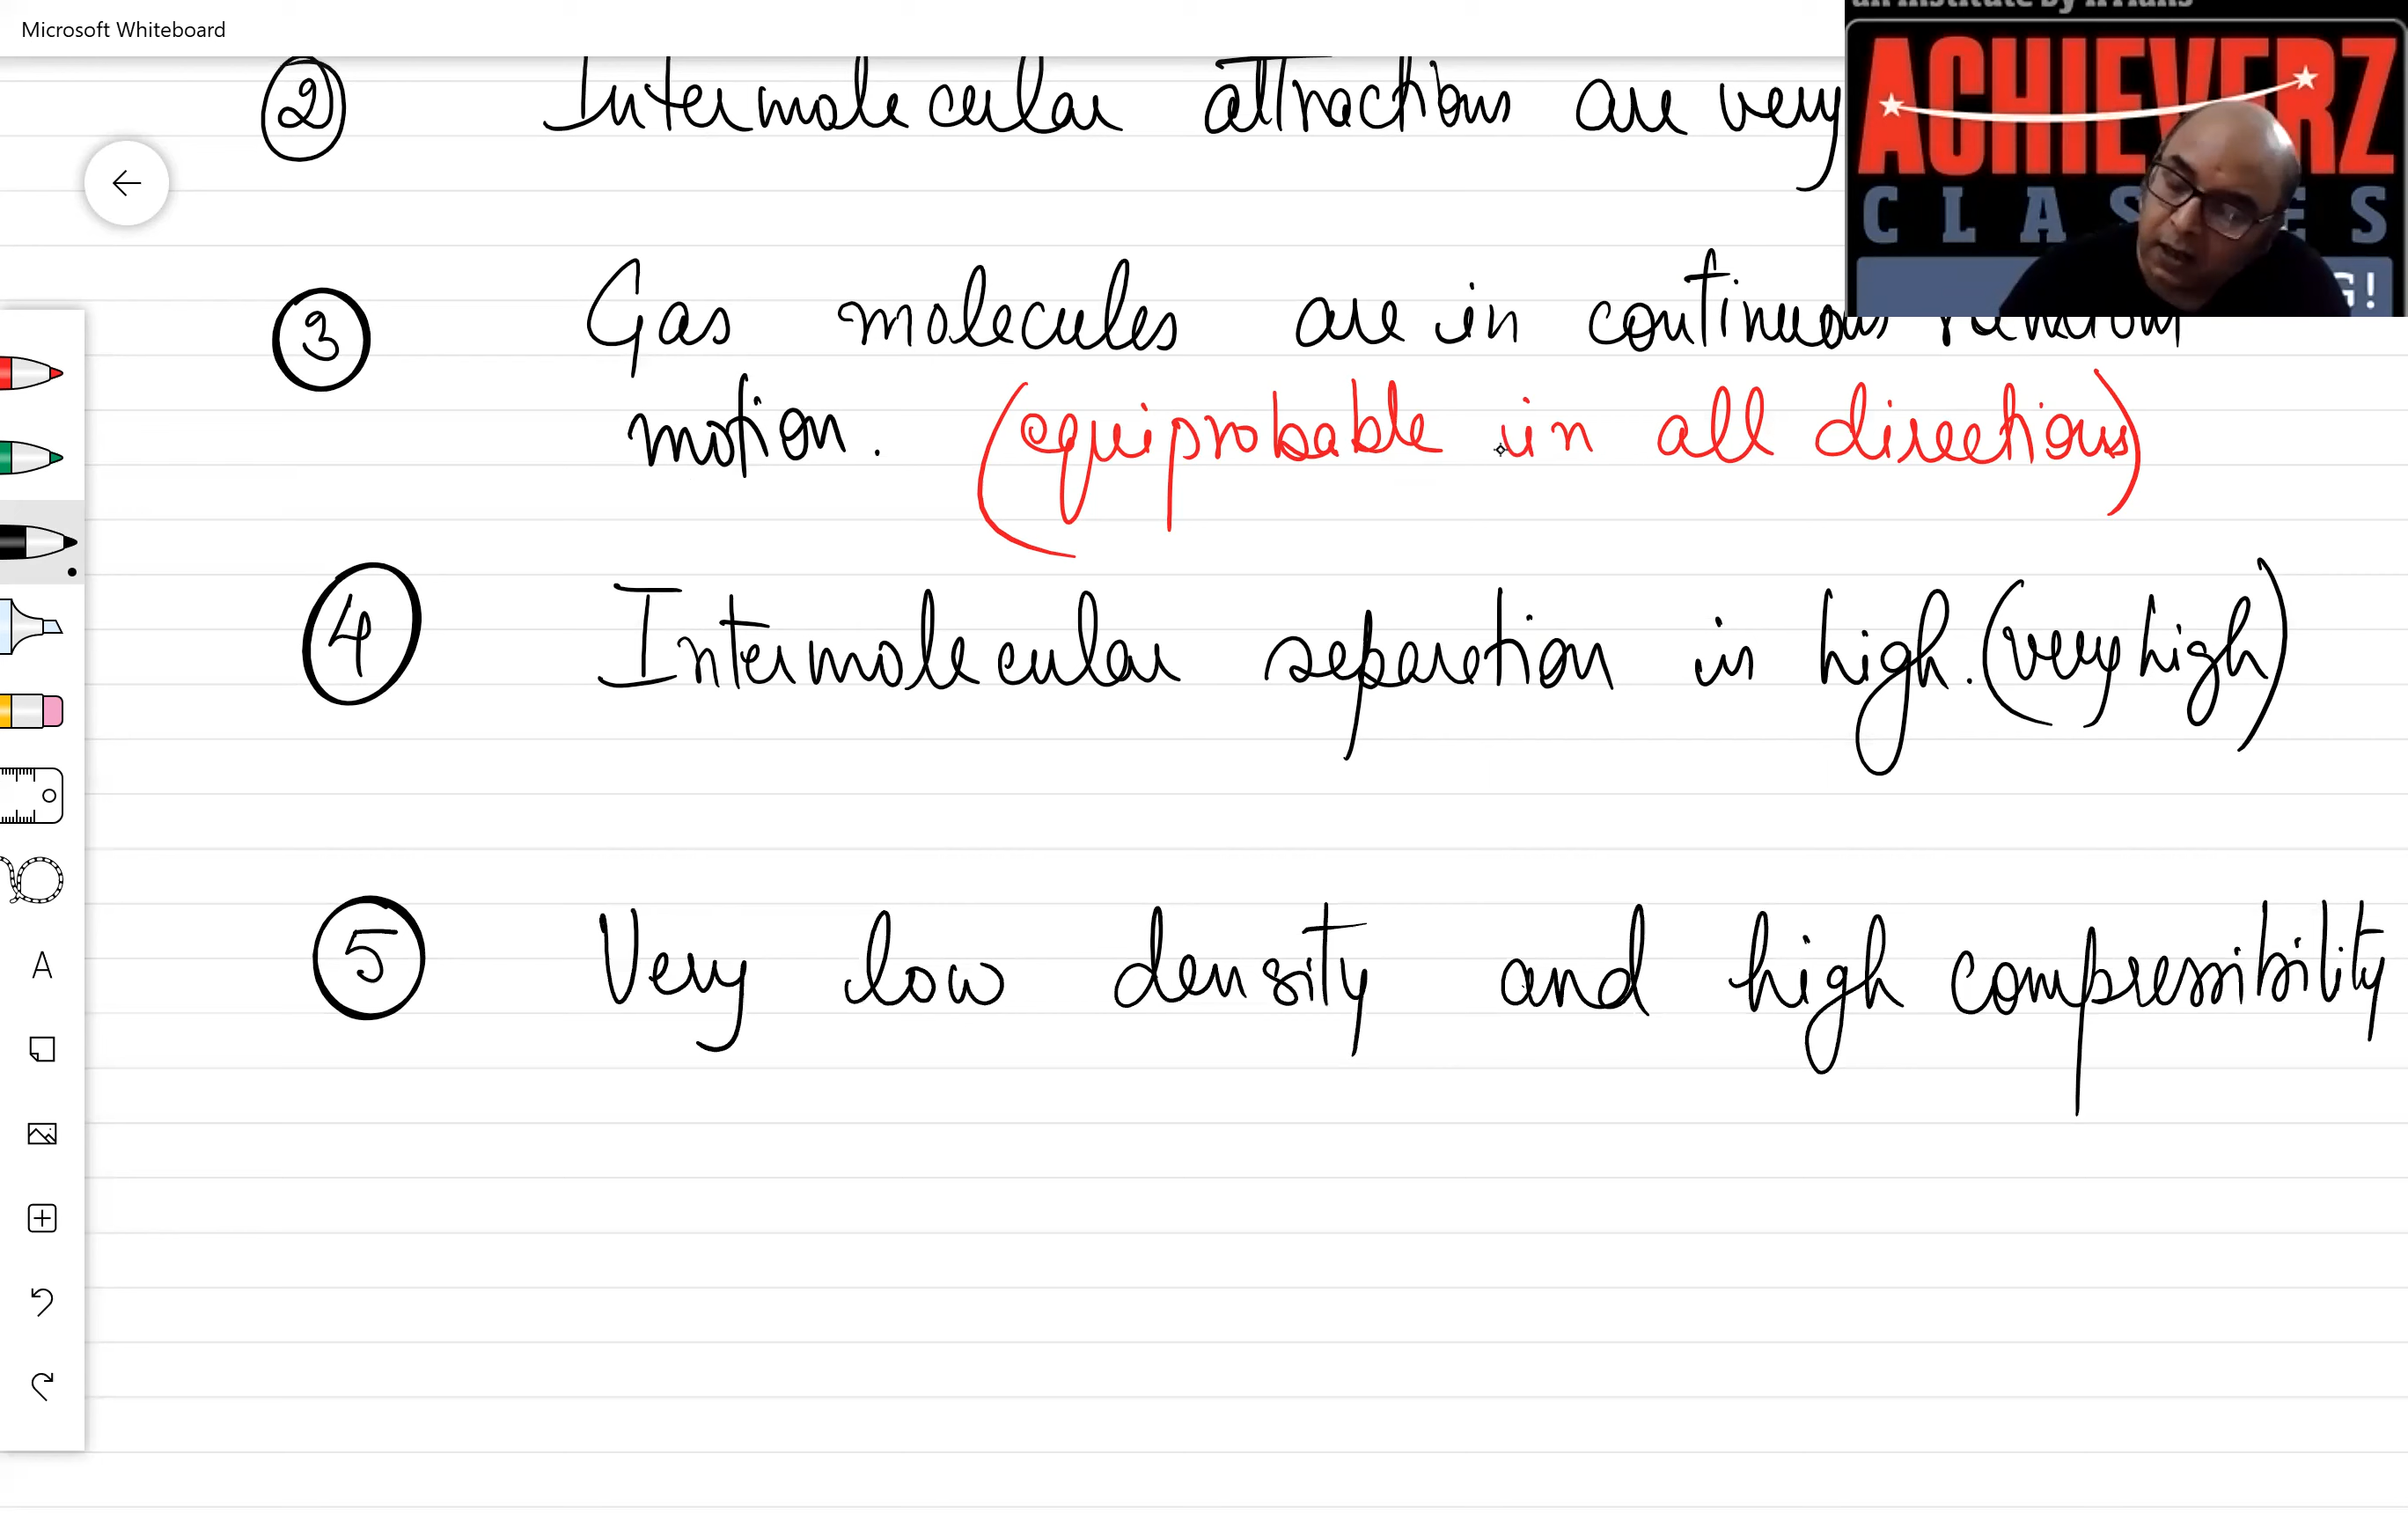 Microsoft Whiteboard
ACHIEVERZ
CLASSES
G!
② Intermolecular attractions are very
③ Gas molecules are in continuous random
motion. (equiprobable in all directions)
④ Intermolecular separation is high. (very high)
⑤ Very low density and high compressibility
A